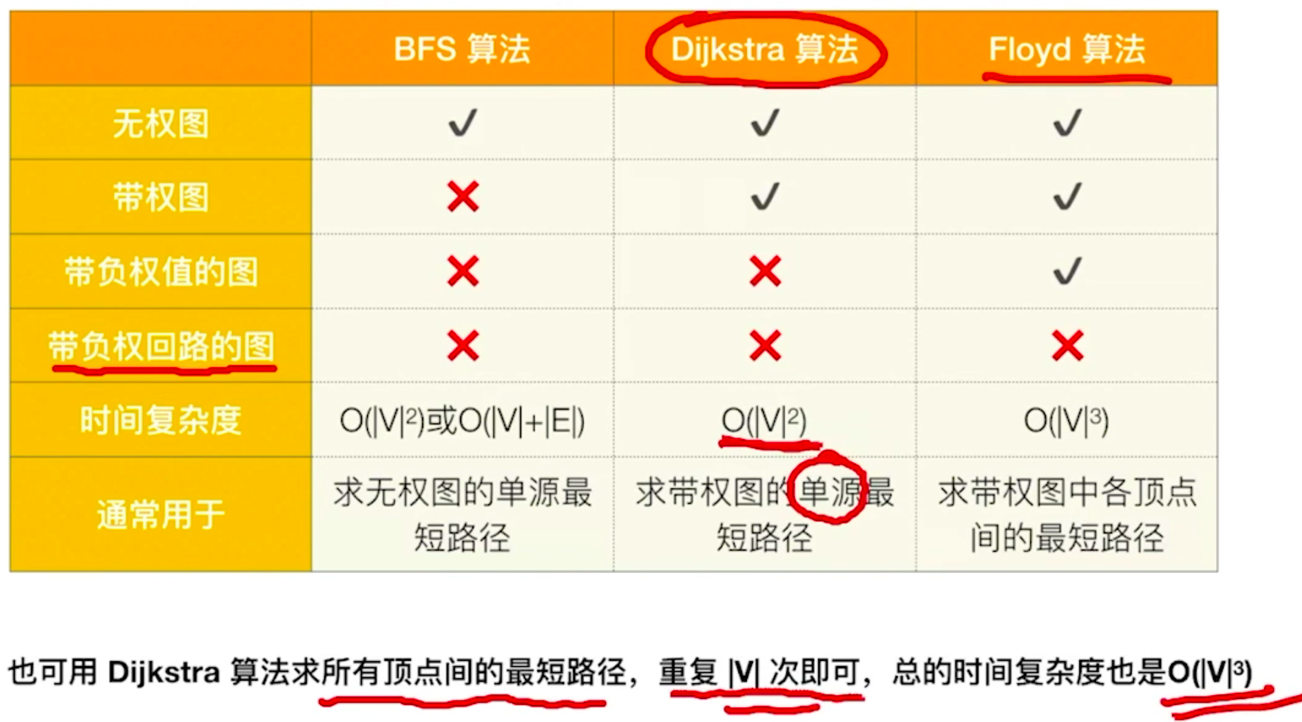 BFS 算法 Dijkstra 算法 Floyd 算法
无权图 ✓ ✓ ✓
带权图 ❌ ✓ ✓
带负权值的图 ❌ ❌ ✓
带负权回路的图 ❌ ❌ ❌
时间复杂度 O(|V|²)或O(|V|+|E|) O(|V|²) O(|V|³)
通常用于 求无权图的单源最短路径 求带权图的单源最短路径 求带权图中各顶点间的最短路径
也可用 Dijkstra 算法求所有顶点间的最短路径，重复 |V| 次即可，总的时间复杂度也是O(|V|³)